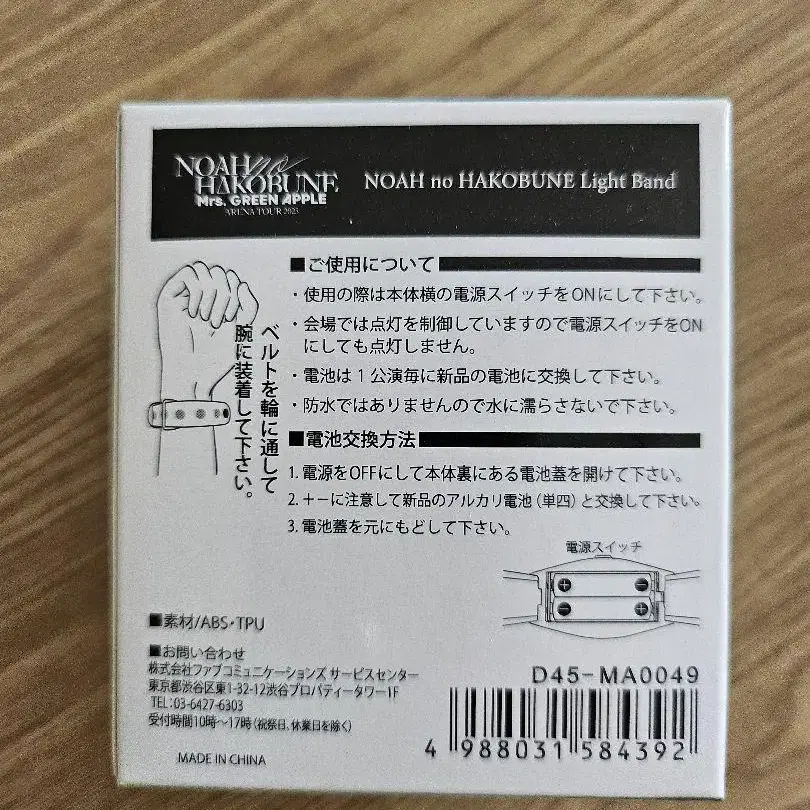 NOAH no
HAKOBUNE
Mrs. GREEN APPLE
ARENA TOUR 2023
NOAH no HAKOBUNE Light Band
■ご使用について
・使用の際は本体横の電源スイッチをONにして下さい。
・会場では点灯を制御していますので電源スイッチをON
にしても点灯しません。
・電池は1公演毎に新品の電池に交換して下さい。
・防水ではありませんので水に濡らさないで下さい。
ベルトを輪に通して
腕に装着して下さい。
■電池交換方法
1. 電源をOFFにして本体裏にある電池蓋を開けて下さい。
2. +−に注意して新品のアルカリ電池(単四)と交換して下さい。
3. 電池蓋を元にもどして下さい。
電源スイッチ
+ −
− +
■素材/ABS・TPU
■お問い合わせ
株式会社ファブコミュニケーションズ サービスセンター
東京都渋谷区東1-32-12渋谷プロパティータワー1F
TEL:03-6427-6303
受付時間10時〜17時(祝祭日、休業日を除く)
MADE IN CHINA
D45-MA0049
4 988031 584392